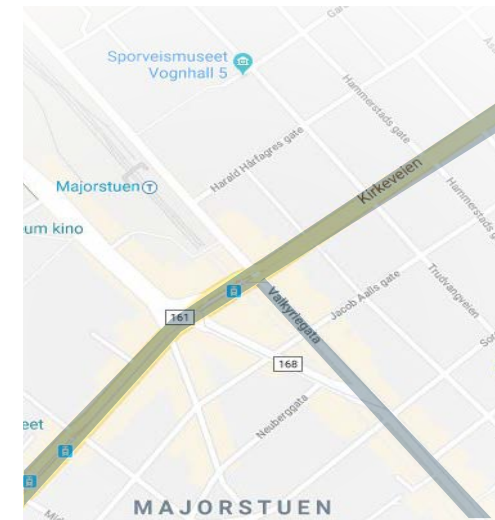 Sporveismuseet
Vognhall 5
Hammerstads gate
Harald Hårfagres gate
Majorstuen
T
Kirkeveien
Hammerstads gate
um kino
Trudvangveien
Jacob Aalls gate
Valkyriegata
161
168
Neuberggata
eet
MAJORSTUEN